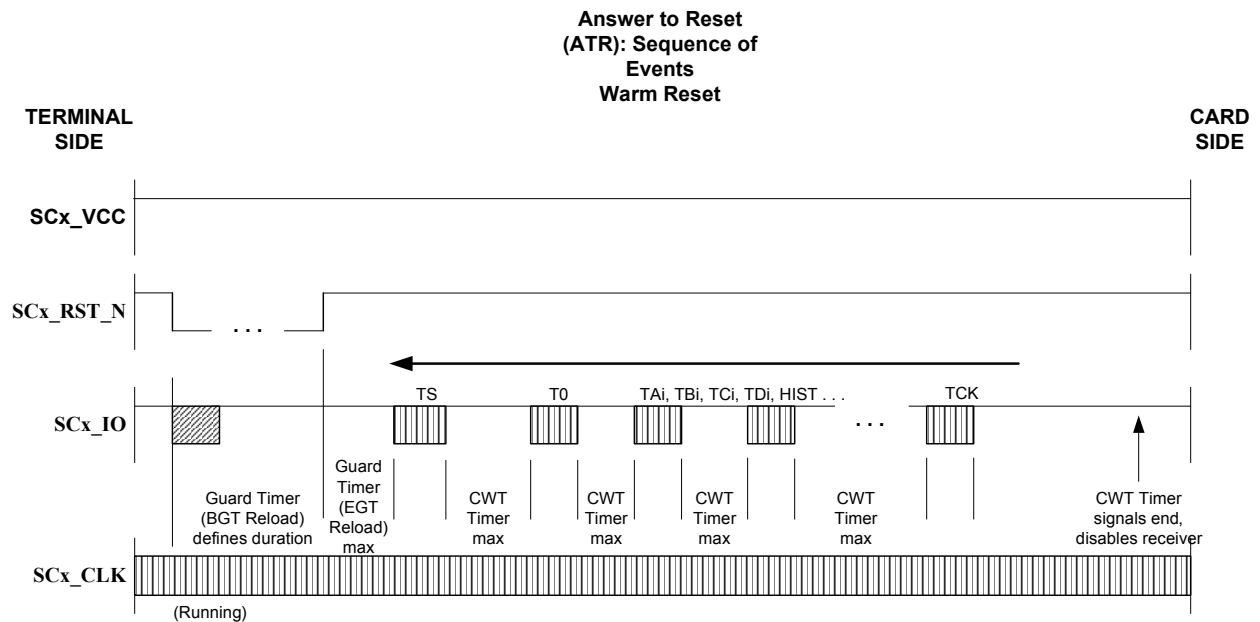 Answer to Reset
(ATR): Sequence of
Events
Warm Reset
TERMINAL
SIDE
CARD
SIDE
SCx_VCC
SCx_RST_N
. . .
TS
T0
TAi, TBi, TCi, TDi, HIST . . .
TCK
SCx_IO
. . .
Guard Timer
(BGT Reload)
defines duration
Guard
Timer
(EGT
Reload)
max
CWT
Timer
max
CWT
Timer
max
CWT
Timer
max
CWT
Timer
max
CWT Timer
signals end,
disables receiver
SCx_CLK
(Running)